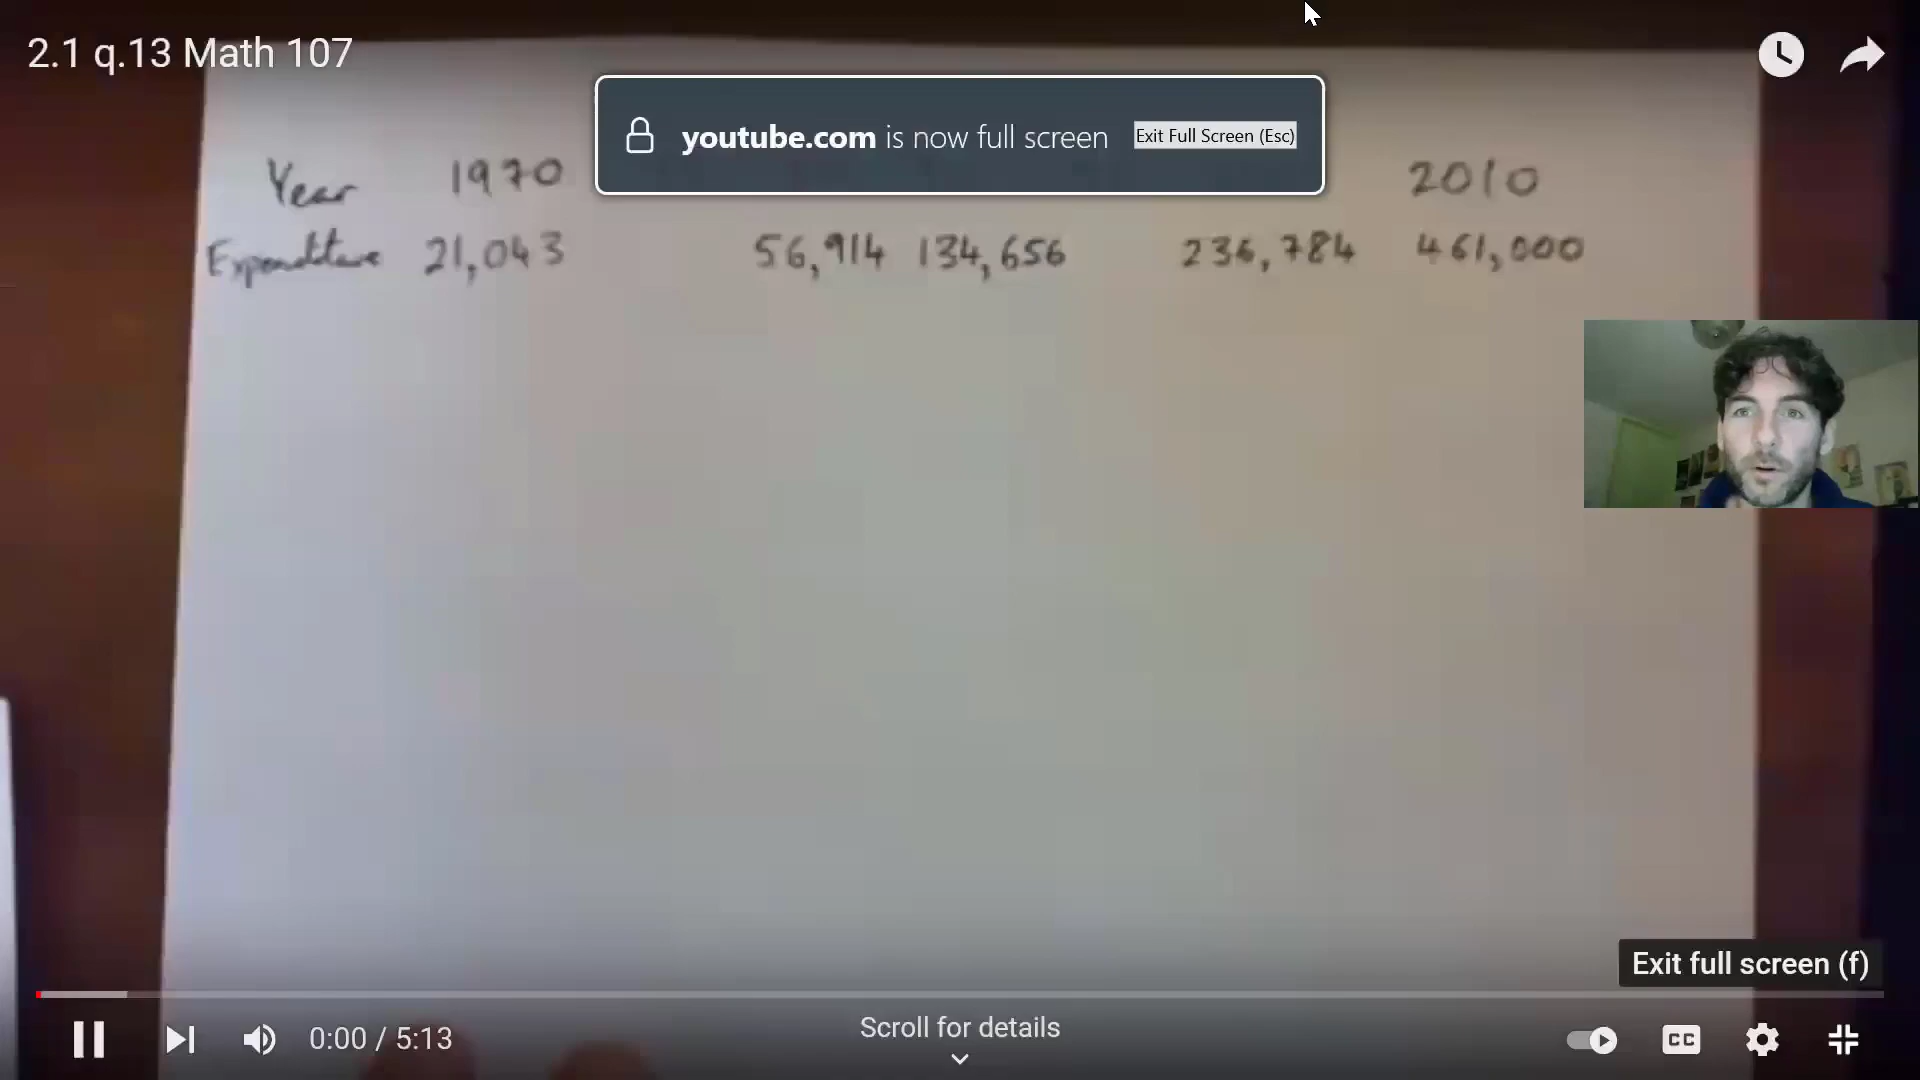 2.1 q.13 Math 107
youtube.com is now full screen Exit Full Screen (Esc)
Year 1970 2010
Expenditure 21,043 56,914 134,656 236,784 461,000
Exit full screen (f)
0:00 / 5:13
Scroll for details
CC